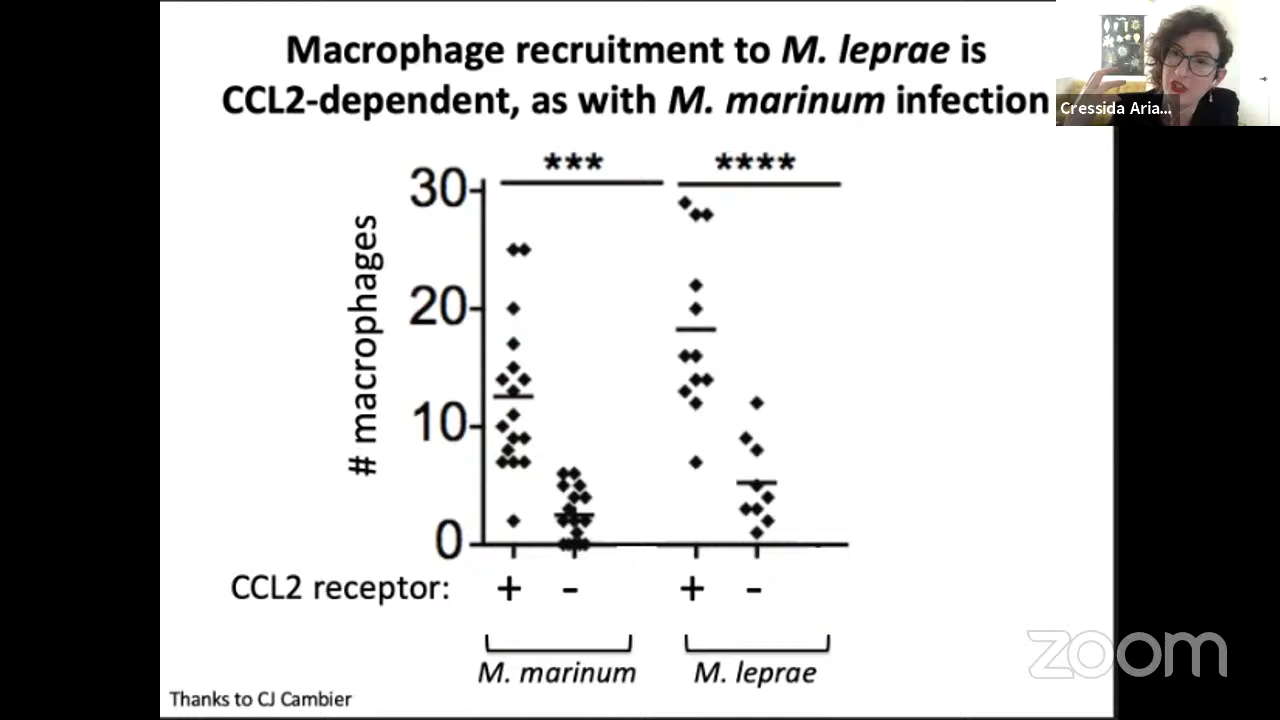 Macrophage recruitment to M. leprae is
CCL2-dependent, as with M. marinum infection
Cressida Aria...
*** ****
# macrophages
30
20
10
0
CCL2 receptor: + - + -
M. marinum M. leprae
Thanks to CJ Cambier
zoom